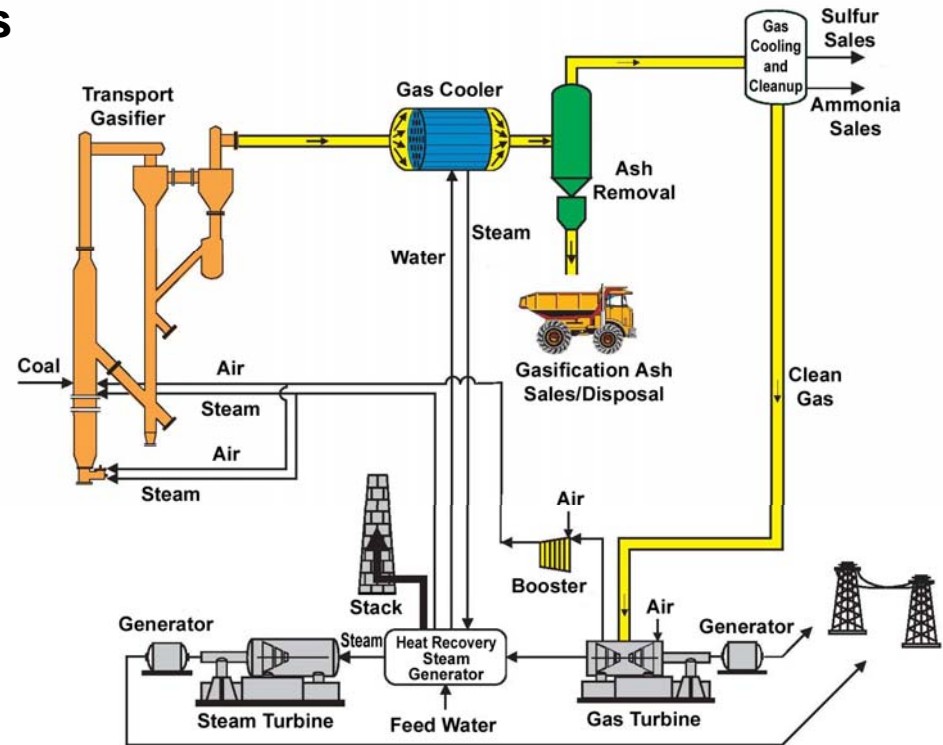 s
Gas
Cooling
and
Cleanup
Sulfur
Sales
Ammonia
Sales
Transport
Gasifier
Gas Cooler
Ash
Removal
Water
Steam
Coal
Air
Steam
Gasification Ash
Sales/Disposal
Clean
Gas
Air
Steam
Air
Booster
Stack
Air
Generator
Steam
Heat Recovery
Steam
Generator
Generator
Steam Turbine
Feed Water
Gas Turbine